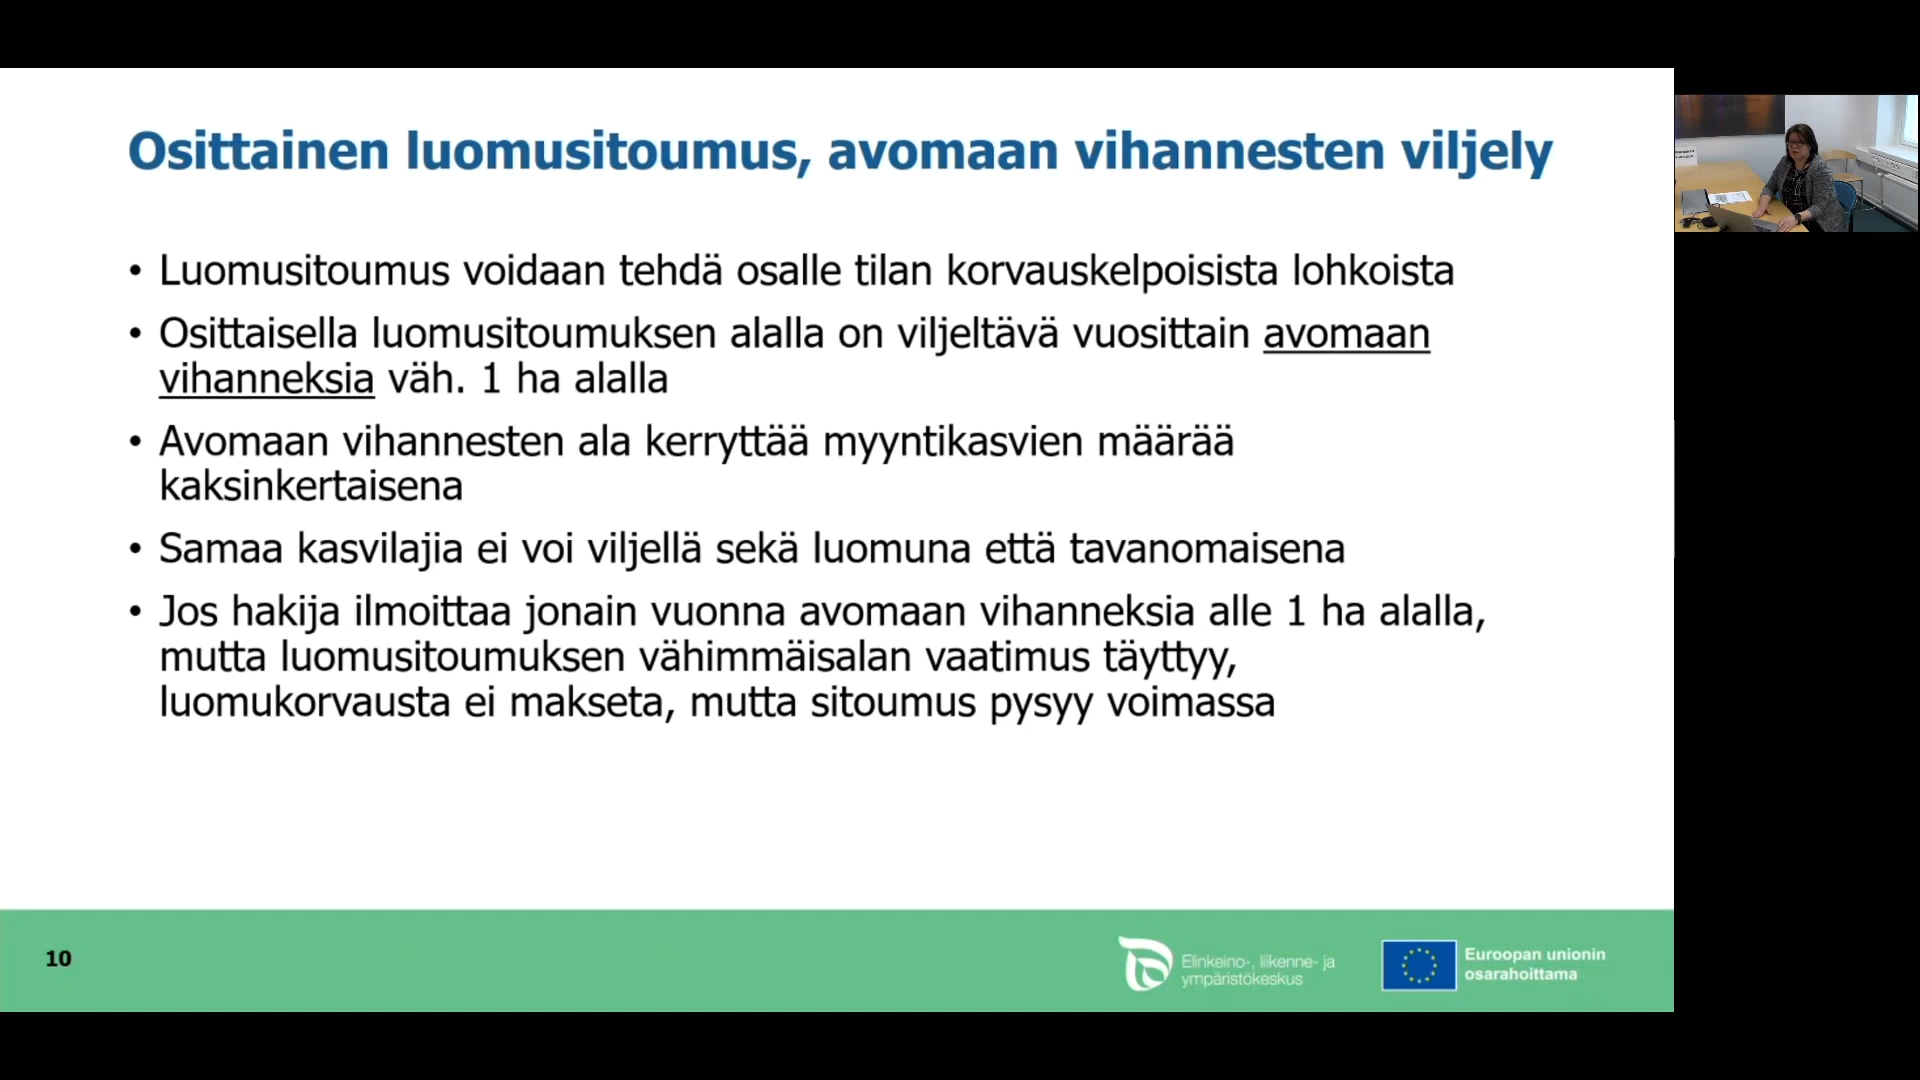 Osittainen luomusitoumus, avomaan vihannesten viljely
• Luomusitoumus voidaan tehdä osalle tilan korvauskelpoisista lohkoista
• Osittaisella luomusitoumuksen alalla on viljeltävä vuosittain avomaan
vihanneksia väh. 1 ha alalla
• Avomaan vihannesten ala kerryttää myyntikasvien määrää
kaksinkertaisena
• Samaa kasvilajia ei voi viljellä sekä luomuna että tavanomaisena
• Jos hakija ilmoittaa jonain vuonna avomaan vihanneksia alle 1 ha alalla,
mutta luomusitoumuksen vähimmäisalan vaatimus täyttyy,
luomukorvausta ei makseta, mutta sitoumus pysyy voimassa
10
Elinkeino-, liikenne- ja
ympäristökeskus
Euroopan unionin
osarahoittama